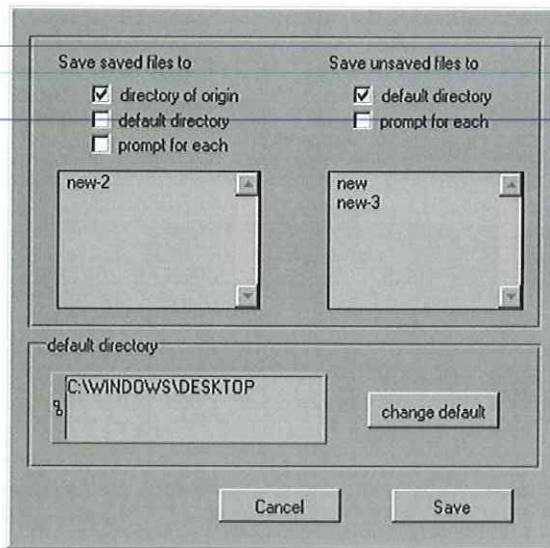 Save saved files to
directory of origin
default directory
prompt for each
new-2
Save unsaved files to
default directory
prompt for each
new
new-3
default directory
C:\WINDOWS\DESKTOP
change default
Cancel
Save